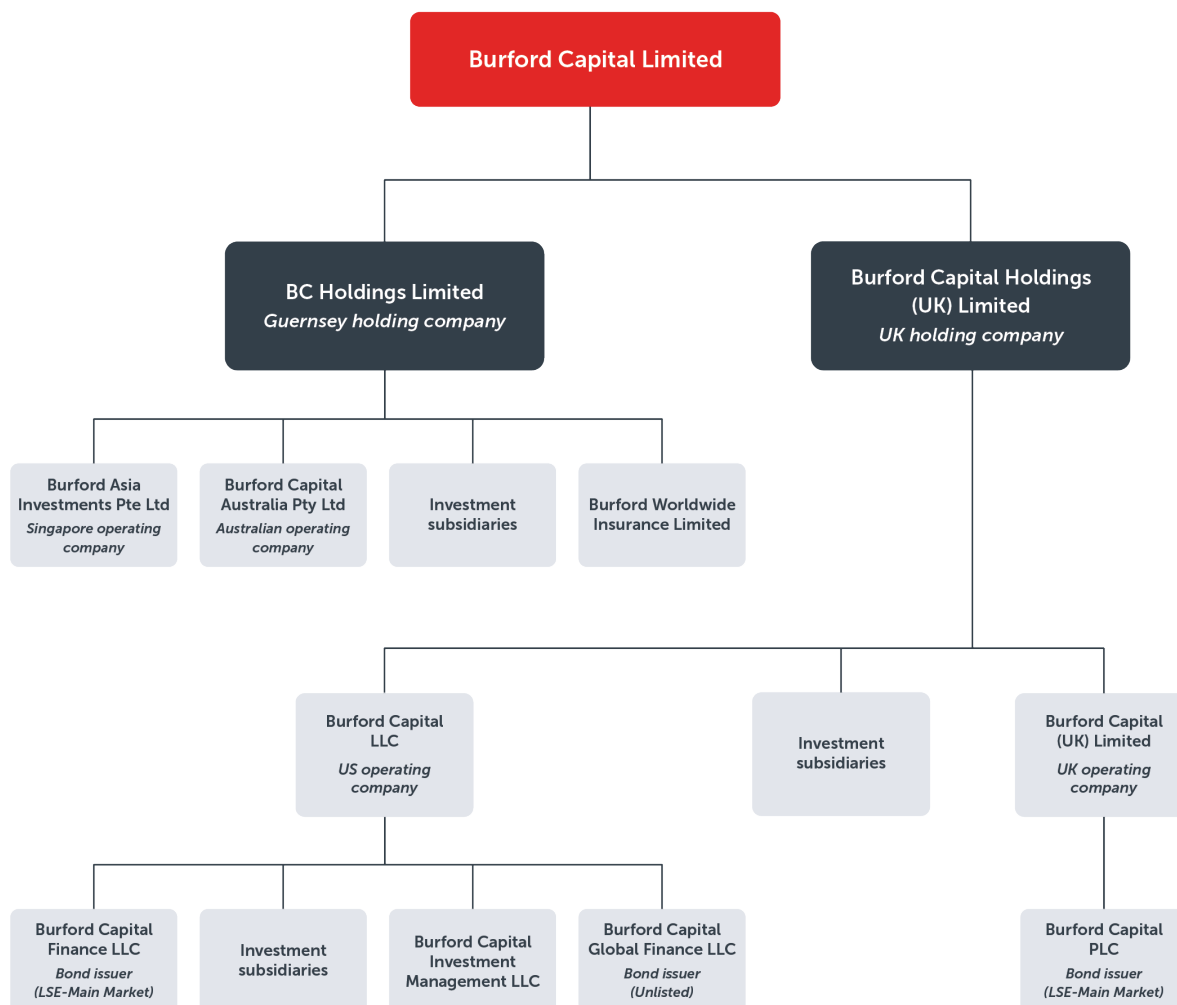 Burford Capital Limited
BC Holdings Limited
Guernsey holding company
Burford Capital Holdings
(UK) Limited
UK holding company
Burford Asia
Investments Pte Ltd
Singapore operating
company
Burford Capital
Australia Pty Ltd
Australian operating
company
Investment
subsidiaries
Burford Worldwide
Insurance Limited
Burford Capital
LLC
US operating
company
Investment
subsidiaries
Burford Capital
(UK) Limited
UK operating
company
Burford Capital
Finance LLC
Bond issuer
(LSE-Main Market)
Investment
subsidiaries
Burford Capital
Investment
Management LLC
Burford Capital
Global Finance LLC
Bond issuer
(Unlisted)
Burford Capital
PLC
Bond issuer
(LSE-Main Market)